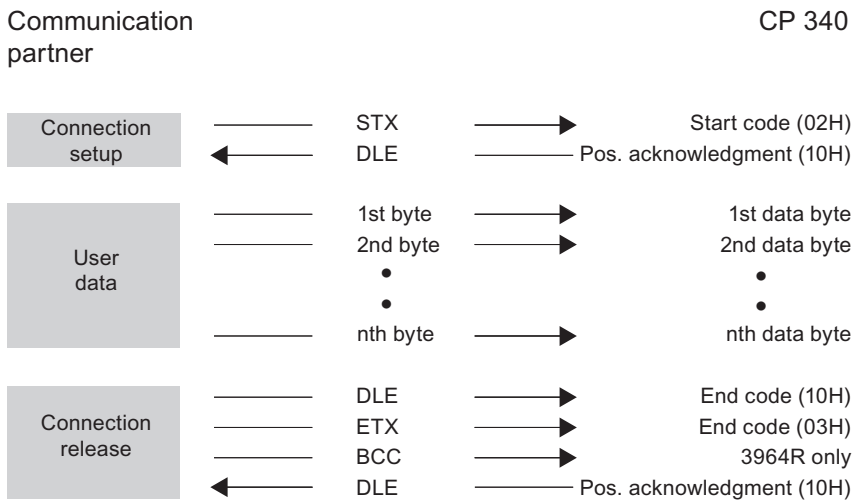 Communication
partner
CP 340
Connection
setup
STX
Start code (02H)
DLE
Pos. acknowledgment (10H)
User
data
1st byte
1st data byte
2nd byte
2nd data byte
nth byte
nth data byte
Connection
release
DLE
End code (10H)
ETX
End code (03H)
BCC
3964R only
DLE
Pos. acknowledgment (10H)